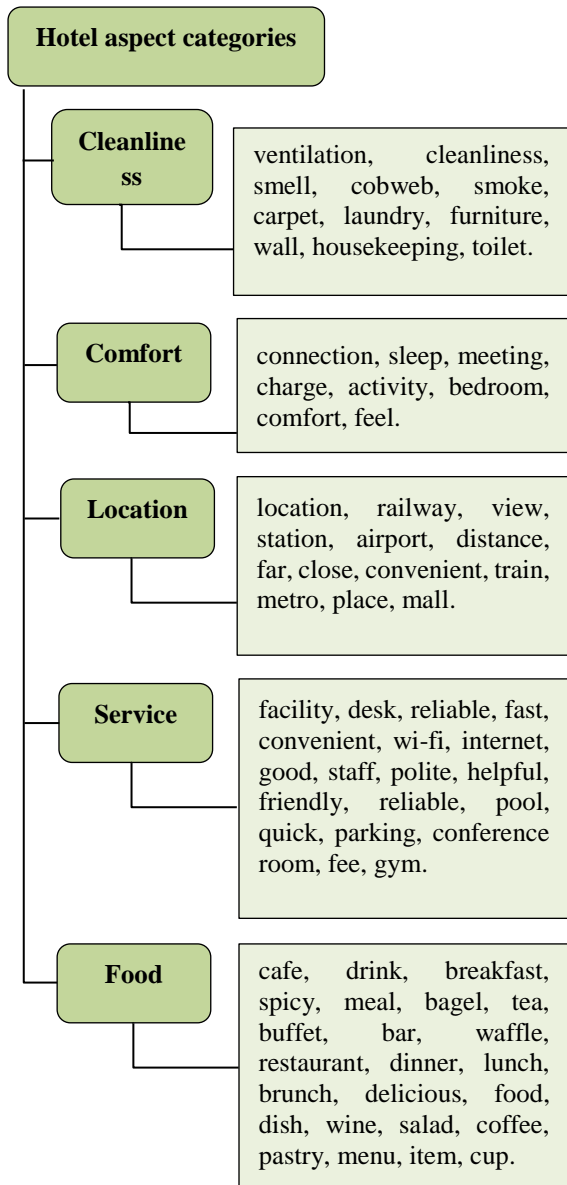 Hotel aspect categories
Cleanline
ss
ventilation, cleanliness,
smell, cobweb, smoke,
carpet, laundry, furniture,
wall, housekeeping, toilet.
Comfort
connection, sleep, meeting,
charge, activity, bedroom,
comfort, feel.
Location
location, railway, view,
station, airport, distance,
far, close, convenient, train,
metro, place, mall.
Service
facility, desk, reliable, fast,
convenient, wi-fi, internet,
good, staff, polite, helpful,
friendly, reliable, pool,
quick, parking, conference
room, fee, gym.
Food
cafe, drink, breakfast,
spicy, meal, bagel, tea,
buffet, bar, waffle,
restaurant, dinner, lunch,
brunch, delicious, food,
dish, wine, salad, coffee,
pastry, menu, item, cup.